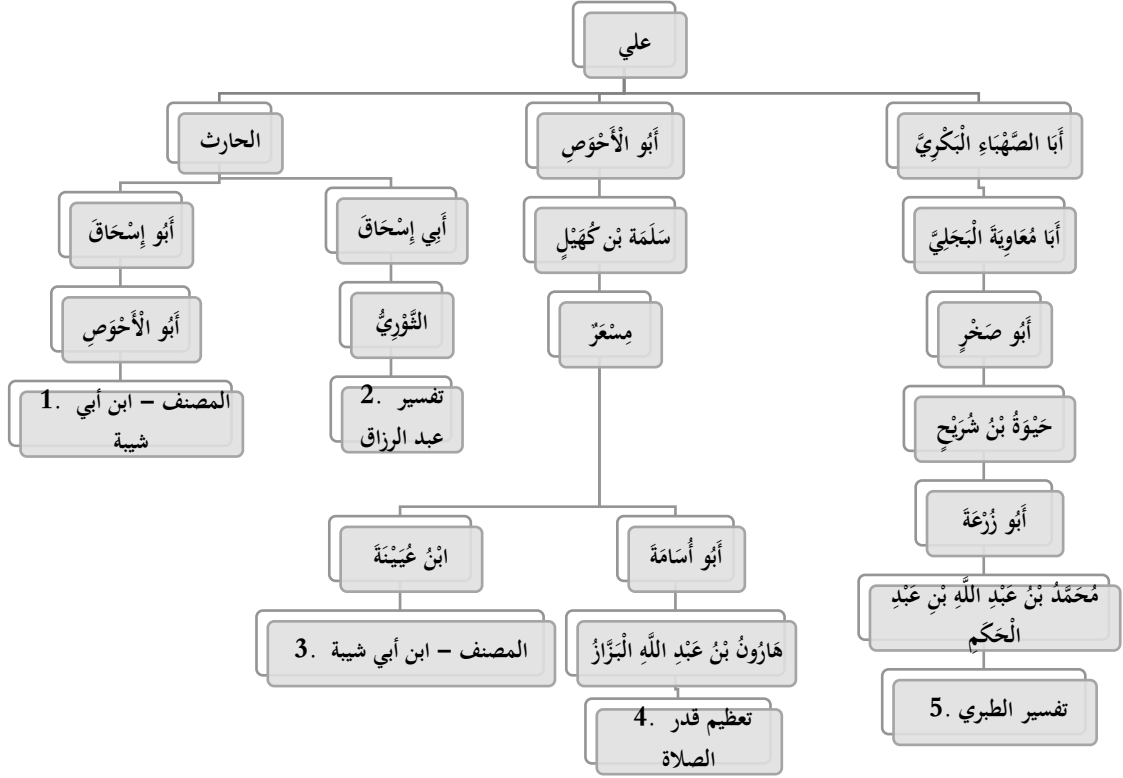 علي
أَبَا الصَّهْبَاءِ الْبَكْرِيَّ
أَبُو الْأَحْوَصِ
الحارث
أَبَا مُعَاوِيَةَ الْبَجَلِيَّ
سَلَمَة بْن كُهَيْلٍ
أَبِي إِسْحَاقَ
أَبُو إِسْحَاقَ
أَبُو صَخْرٍ
مِسْعَرٌ
الثَّوْرِيُّ
أَبُو الْأَحْوَصِ
حَيْوَةُ بْنُ شُرَيْحٍ
2. تفسير
عبد الرزاق
1. المصنف – ابن أبي
شيبة
أَبُو زُرْعَةَ
أَبُو أُسَامَةَ
ابْنُ عُيَيْنَةَ
مُحَمَّدُ بْنُ عَبْدِ اللَّهِ بْنِ عَبْدِ
الْحَكَمِ
هَارُونُ بْنُ عَبْدِ اللَّهِ الْبَزَّازُ
3. المصنف – ابن أبي شيبة
5. تفسير الطبري
4. تعظيم قدر
الصلاة